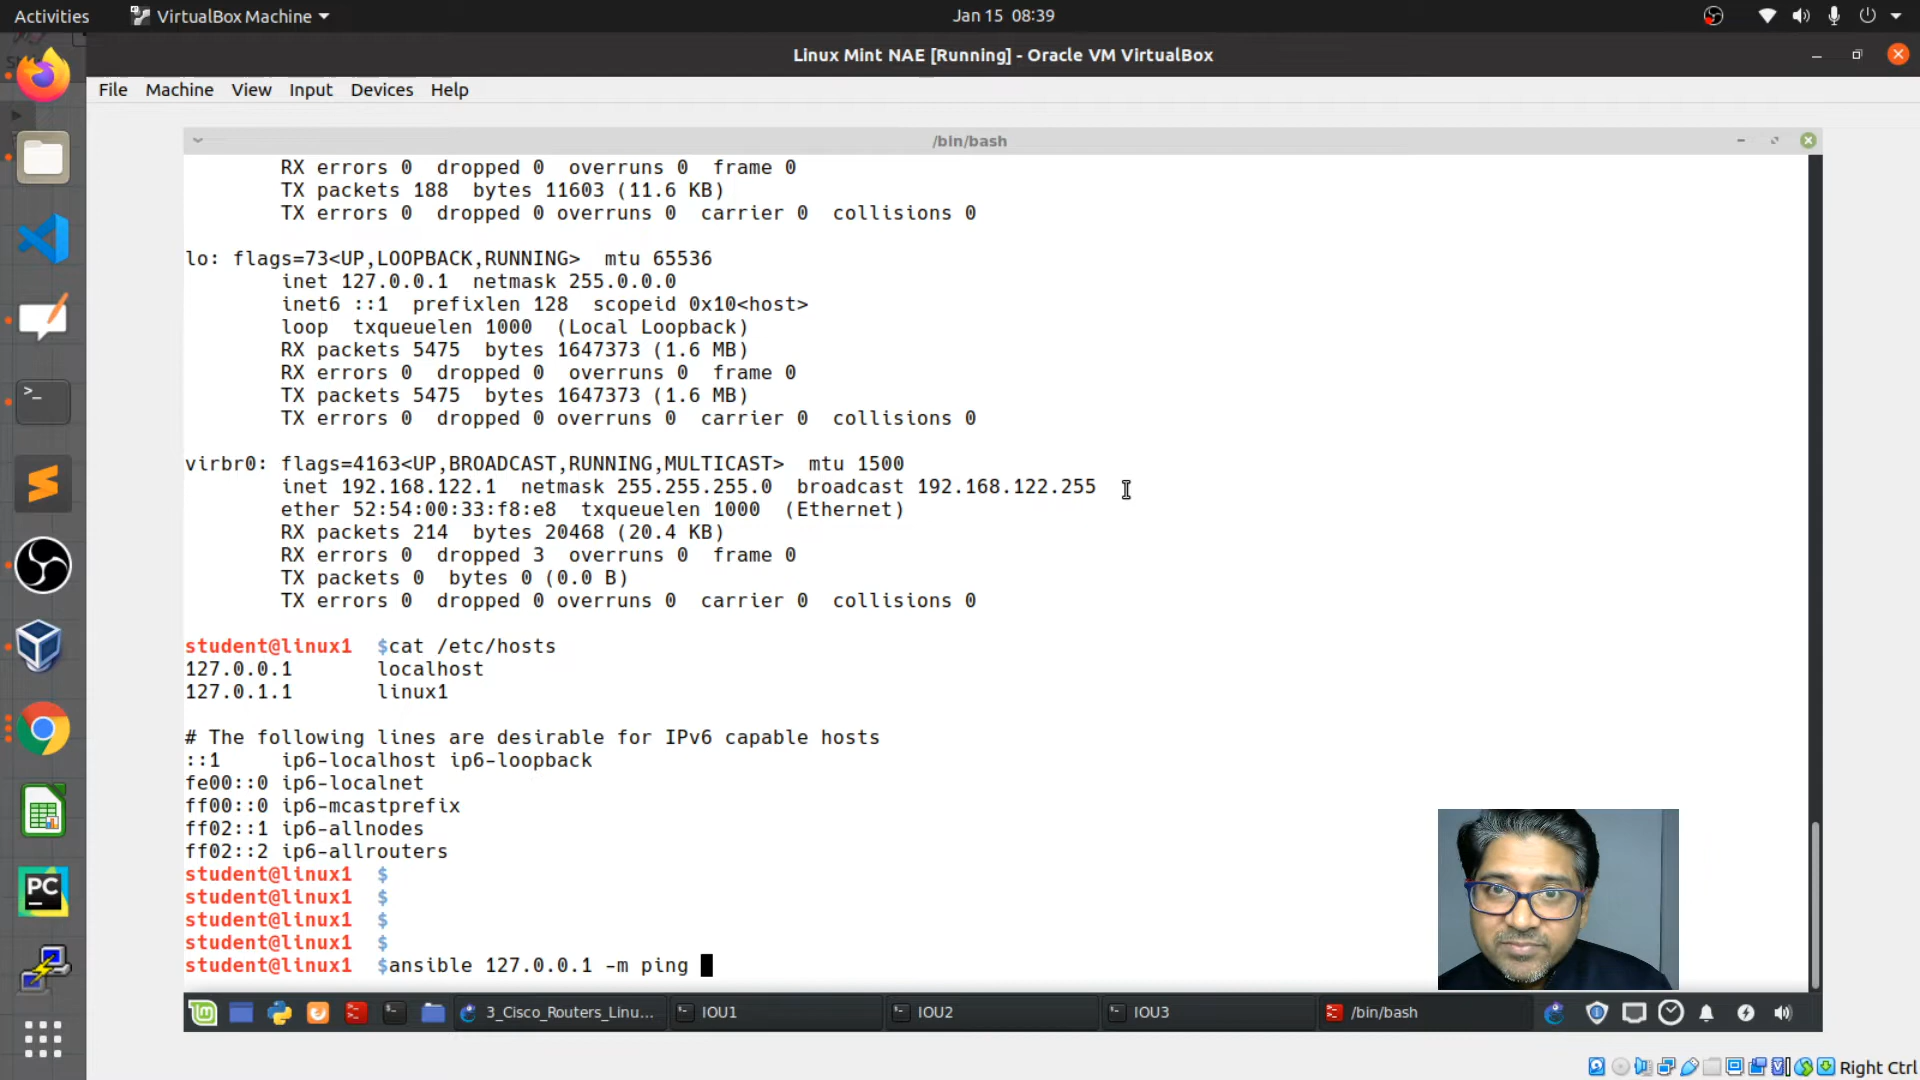 Activities
VirtualBox Machine
Jan 15 08:39
Linux Mint NAE [Running] - Oracle VM VirtualBox
File Machine View Input Devices Help
/bin/bash
RX errors 0 dropped 0 overruns 0 frame 0
TX packets 188 bytes 11603 (11.6 KB)
TX errors 0 dropped 0 overruns 0 carrier 0 collisions 0
lo: flags=73<UP,LOOPBACK,RUNNING> mtu 65536
inet 127.0.0.1 netmask 255.0.0.0
inet6 ::1 prefixlen 128 scopeid 0x10<host>
loop txqueuelen 1000 (Local Loopback)
RX packets 5475 bytes 1647373 (1.6 MB)
RX errors 0 dropped 0 overruns 0 frame 0
TX packets 5475 bytes 1647373 (1.6 MB)
TX errors 0 dropped 0 overruns 0 carrier 0 collisions 0
virbr0: flags=4163<UP,BROADCAST,RUNNING,MULTICAST> mtu 1500
inet 192.168.122.1 netmask 255.255.255.0 broadcast 192.168.122.255
ether 52:54:00:33:f8:e8 txqueuelen 1000 (Ethernet)
RX packets 214 bytes 20468 (20.4 KB)
RX errors 0 dropped 3 overruns 0 frame 0
TX packets 0 bytes 0 (0.0 B)
TX errors 0 dropped 0 overruns 0 carrier 0 collisions 0
student@linux1 $cat /etc/hosts
127.0.0.1 localhost
127.0.1.1 linux1
# The following lines are desirable for IPv6 capable hosts
::1 ip6-localhost ip6-loopback
fe00::0 ip6-localnet
ff00::0 ip6-mcastprefix
ff02::1 ip6-allnodes
ff02::2 ip6-allrouters
student@linux1 $
student@linux1 $
student@linux1 $
student@linux1 $
student@linux1 $ansible 127.0.0.1 -m ping
3_Cisco_Routers_Linu...
IOU1
IOU2
IOU3
/bin/bash
PC
Right Ctrl